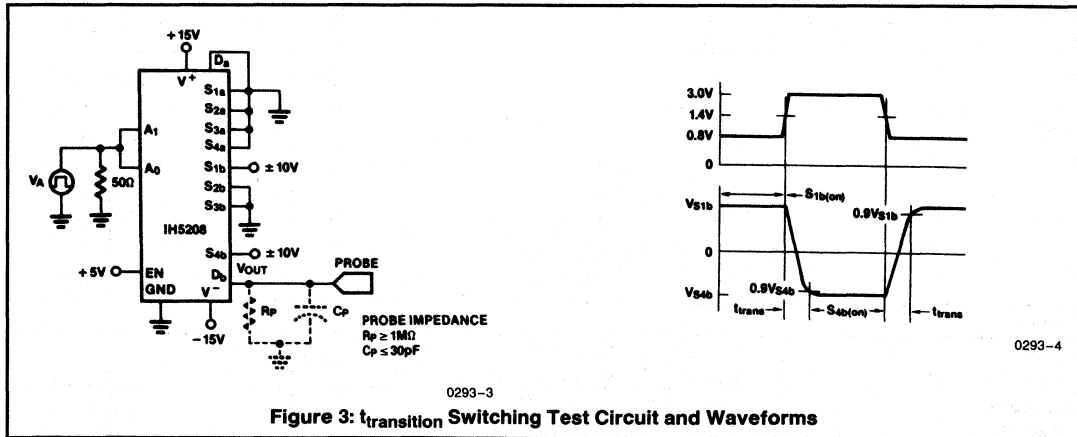 +15V
Da
V+
S1a
S2a
S3a
S4a
A1
A0
S1b ±10V
S2b
S3b
VA
50Ω
IH5208
S4b ±10V
+5V
EN
GND
VOUT
Db
V−
PROBE
−15V
RP
CP
PROBE IMPEDANCE
RP ≥ 1MΩ
CP ≤ 30pF
0293-3
3.0V
1.4V
0.8V
0
VS1b
S1b(on)
0.9VS1b
0
0.9VS4b
VS4b
ttrans
S4b(on)
ttrans
0293-4
Figure 3: ttransition Switching Test Circuit and Waveforms